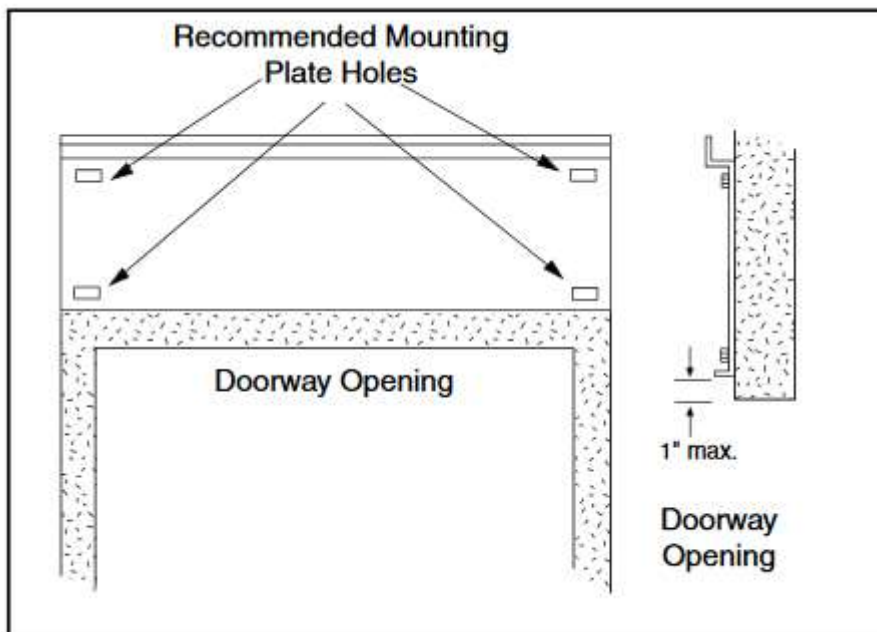 Recommended Mounting
Plate Holes
Doorway Opening
1" max.
Doorway
Opening